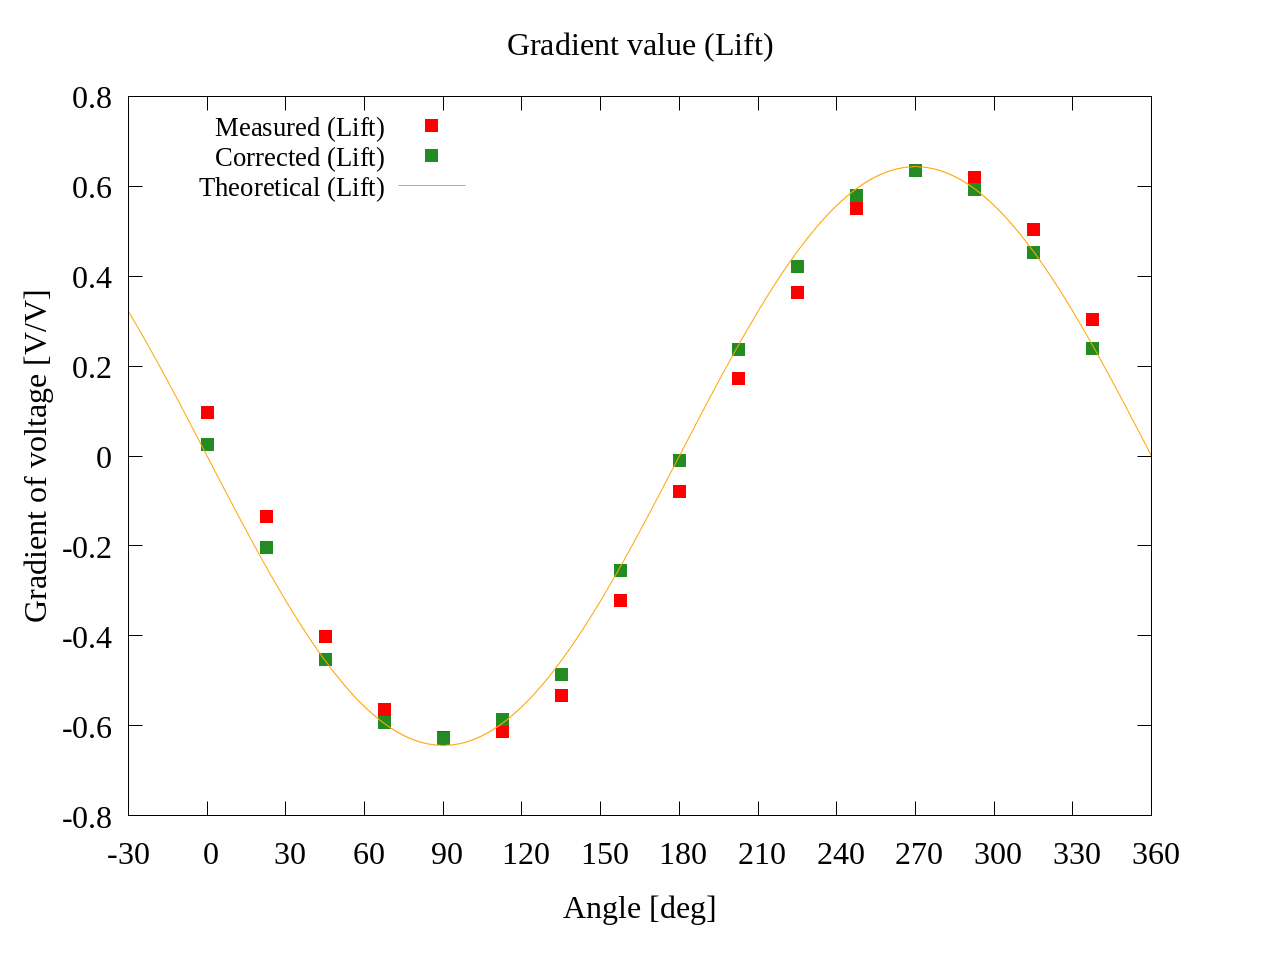 Gradient value (Lift)
Measured (Lift)
Corrected (Lift)
Theoretical (Lift)
Gradient of voltage [V/V]
0.8
0.6
0.4
0.2
0
-0.2
-0.4
-0.6
-0.8
-30 0 30 60 90 120 150 180 210 240 270 300 330 360
Angle [deg]